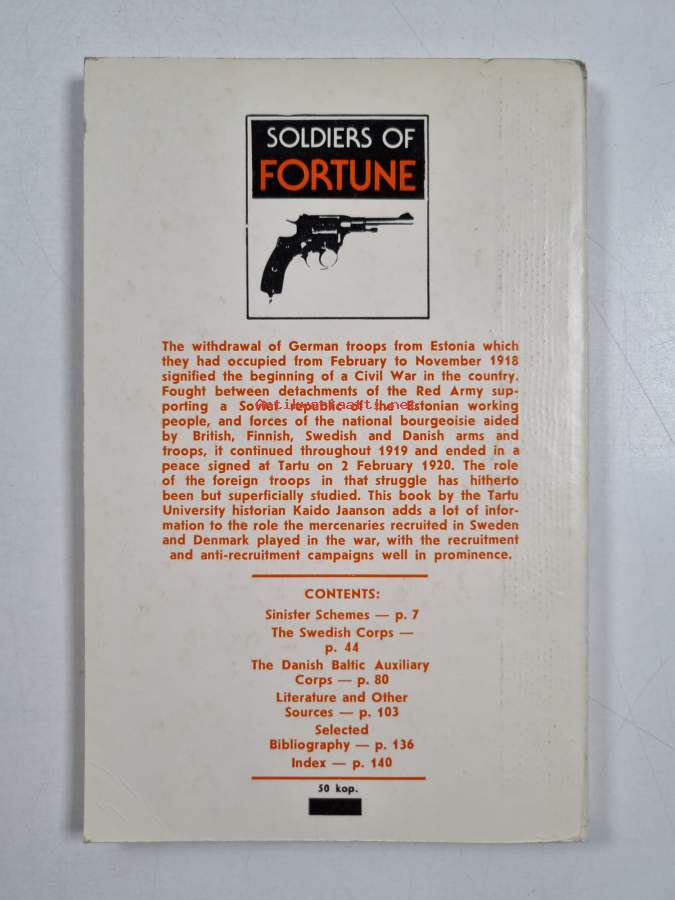 SOLDIERS OF
FORTUNE
The withdrawal of German troops from Estonia which
they had occupied from February to November 1918
signified the beginning of a Civil War in the country.
Fought between detachments of the Red Army sup-
porting a Soviet republic of the Estonian working
people, and forces of the national bourgeoisie aided
by British, Finnish, Swedish and Danish arms and
troops, it continued throughout 1919 and ended in a
peace signed at Tartu on 2 February 1920. The role
of the foreign troops in that struggle has hitherto
been but superficially studied. This book by the Tartu
University historian Kaido Jaanson adds a lot of infor-
mation to the role the mercenaries recruited in Sweden
and Denmark played in the war, with the recruitment
and anti-recruitment campaigns well in prominence.
CONTENTS:
Sinister Schemes — p. 7
The Swedish Corps —
p. 44
The Danish Baltic Auxiliary
Corps — p. 80
Literature and Other
Sources — p. 103
Selected
Bibliography — p. 136
Index — p. 140
50 kop.